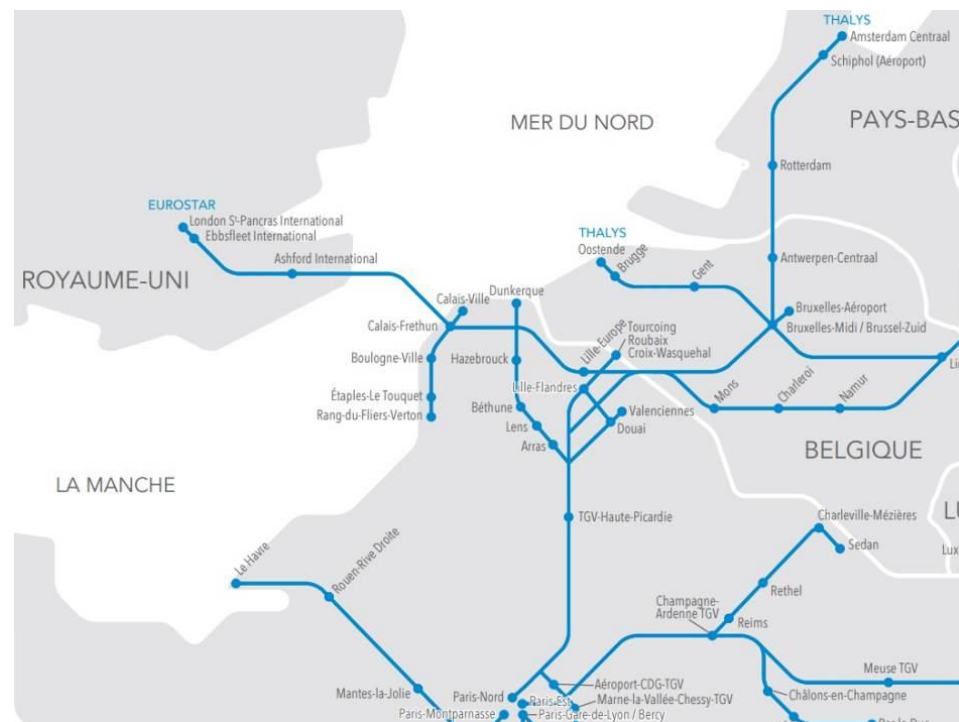 THALYS
Amsterdam Centraal
Schiphol (Aéroport)
MER DU NORD
PAYS-BAS
Rotterdam
EUROSTAR
London Sᵗ-Pancras International
Ebbsfleet International
THALYS
Oostende
Brugge
Gent
Ashford International
Antwerpen-Centraal
ROYAUME-UNI
Dunkerque
Calais-Ville
Bruxelles-Aéroport
Calais-Frethun
Bruxelles-Midi / Brussel-Zuid
Lille-Europe
Tourcoing
Roubaix
Croix-Wasquehal
Boulogne-Ville
Hazebrouck
Lille-Flandres
Étaples-Le Touquet
Rang-du-Fliers-Verton
Béthune
Lens
Arras
Valenciennes
Douai
Mons
Charleroi
Namur
BELGIQUE
LA MANCHE
TGV-Haute-Picardie
Charleville-Mézières
Sedan
Le Havre
Rouen-Rive Droite
Rethel
Champagne-
Ardenne TGV
Reims
Meuse TGV
Mantes-la-Jolie
Paris-Nord
Aéroport-CDG-TGV
Paris-Est
Marne-la-Vallée-Chessy-TGV
Châlons-en-Champagne
Paris-Montparnasse
Paris-Gare-de-Lyon / Bercy